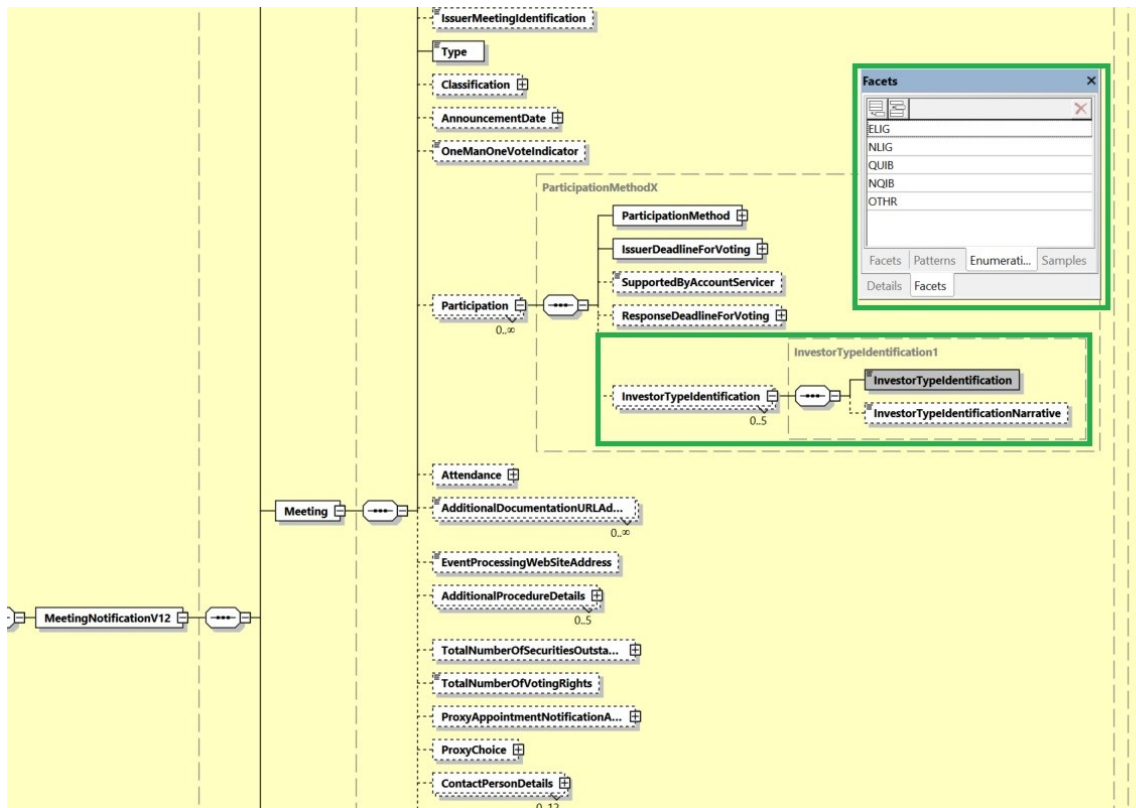 IssuerMeetingIdentification
Type
Classification
AnnouncementDate
OneManOneVoteIndicator
ParticipationMethodX
ParticipationMethod
IssuerDeadlineForVoting
SupportedByAccountServicer
Participation
0..∞
ResponseDeadlineForVoting
InvestorTypeIdentification1
InvestorTypeIdentification
InvestorTypeIdentification
0..5
InvestorTypeIdentificationNarrative
Facets
ELIG
NLIG
QUIB
NQIB
OTHR
Facets Patterns Enumerati... Samples
Details Facets
Attendance
Meeting
AdditionalDocumentationURLAd...
0..∞
EventProcessingWebSiteAddress
AdditionalProcedureDetails
0..5
MeetingNotificationV12
TotalNumberOfSecuritiesOutsta...
TotalNumberOfVotingRights
ProxyAppointmentNotificationA...
ProxyChoice
ContactPersonDetails
0..12